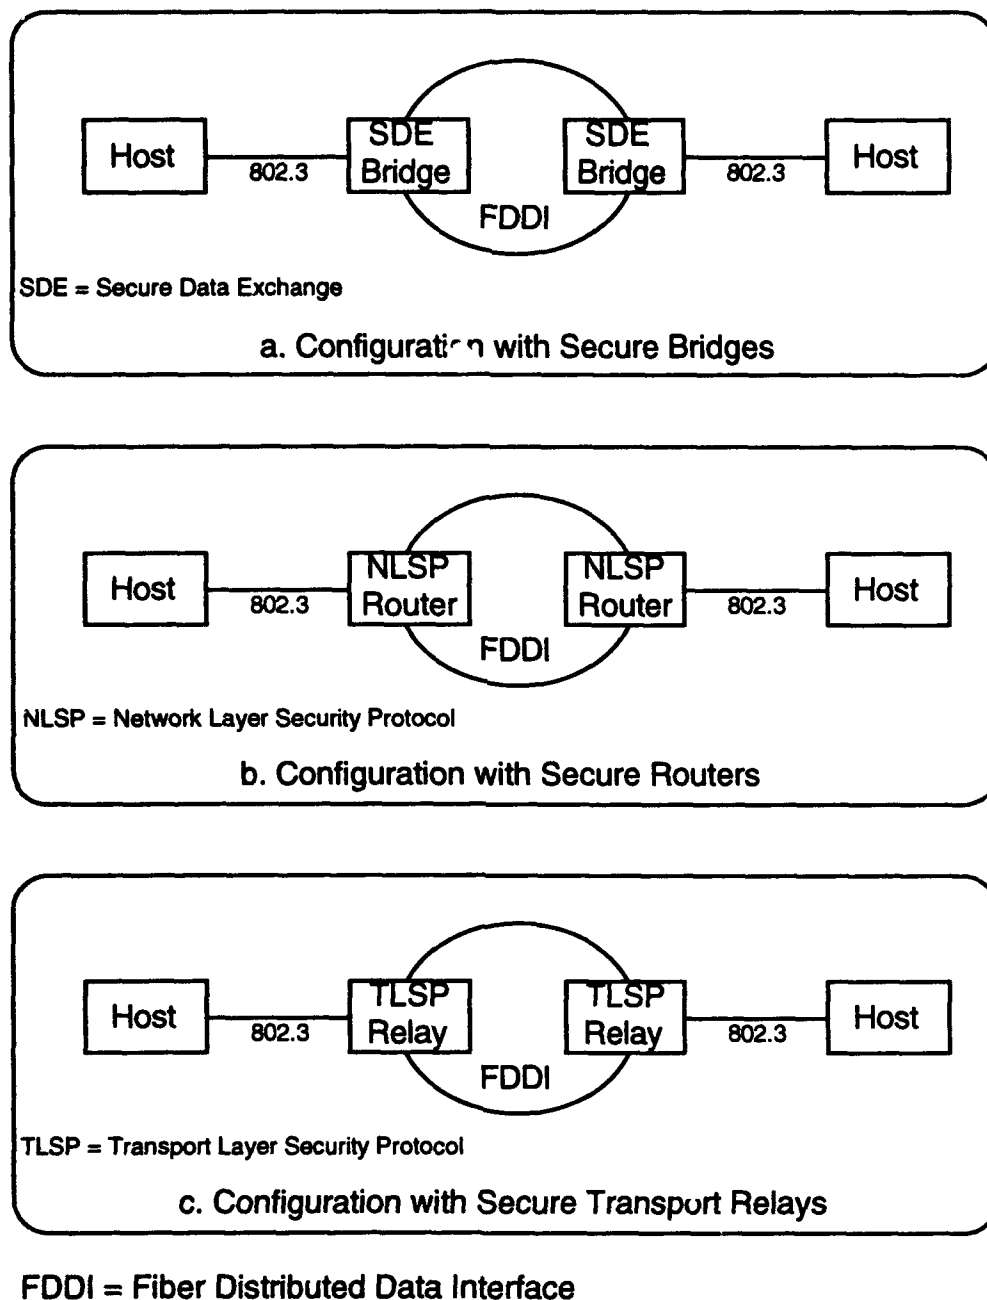 Host SDE Bridge SDE Bridge Host
802.3 802.3
FDDI
SDE = Secure Data Exchange
a. Configuration with Secure Bridges
Host NLSP Router NLSP Router Host
802.3 802.3
FDDI
NLSP = Network Layer Security Protocol
b. Configuration with Secure Routers
Host TLSP Relay TLSP Relay Host
802.3 802.3
FDDI
TLSP = Transport Layer Security Protocol
c. Configuration with Secure Transport Relays
FDDI = Fiber Distributed Data Interface